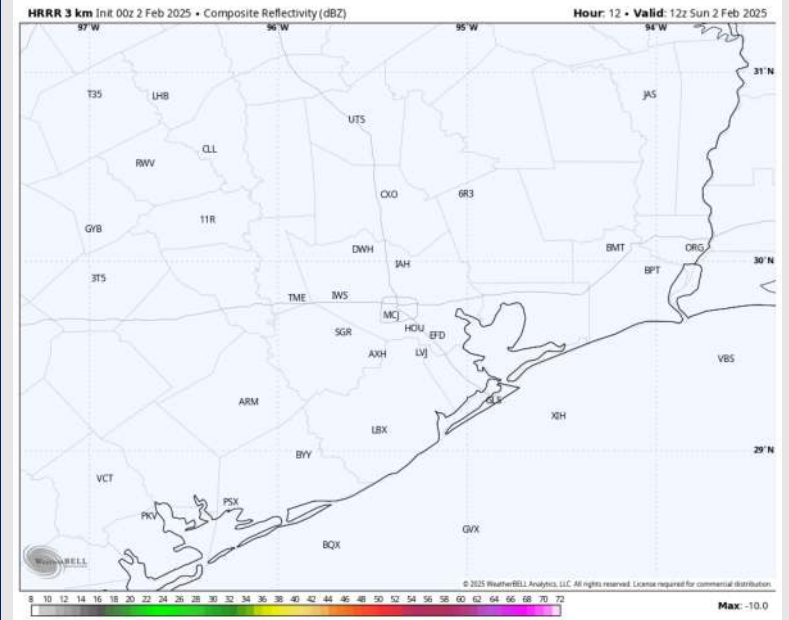 HRRR 3 km Init 00z 2 Feb 2025 • Composite Reflectivity (dBZ) Hour: 12 • Valid: 12z Sun 2 Feb 2025
97°W 96°W 95°W 94°W
31°N
T35 LHB JAS
UTS
CLL
RWV
CXO 6R3
11R
GYB
DWH BMT ORG
IAH 30°N
BPT
3T5
TME IWS
MCJ
SGR HOU EFD
AXH LVJ
VBS
ARM GLS
XIH
LBX
BYY 29°N
VCT
PSX
PKV
GVX
BQX
WeatherBELL
© 2025 WeatherBELL Analytics, LLC. All rights reserved. License required for commercial distribution.
8 10 12 14 16 18 20 22 24 26 28 30 32 34 36 38 40 42 44 46 48 50 52 54 56 58 60 62 64 66 68 70 72
Max: -10.0